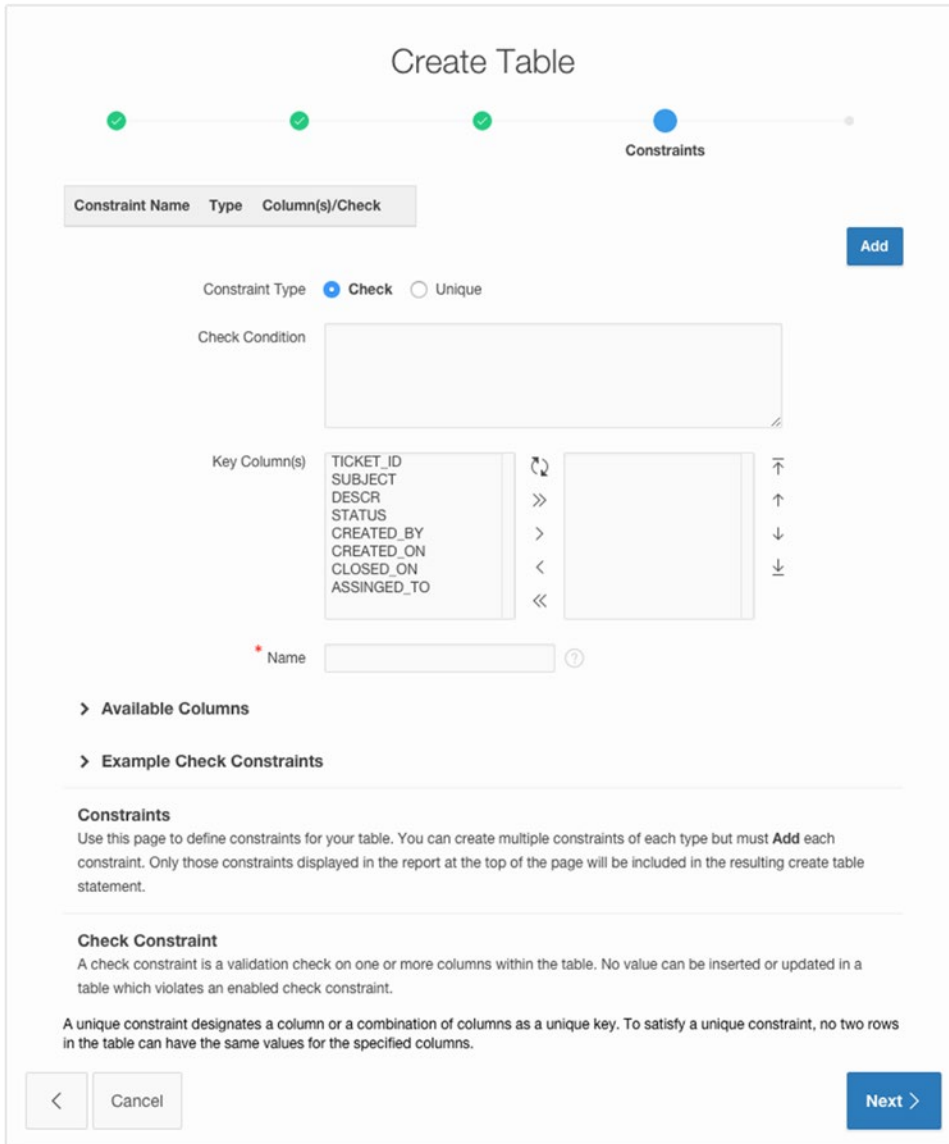 Create Table
Constraints
Constraint Name Type Column(s)/Check
Add
Constraint Type Check Unique
Check Condition
Key Column(s)
TICKET_ID
SUBJECT
DESCR
STATUS
CREATED_BY
CREATED_ON
CLOSED_ON
ASSINGED_TO
* Name
Available Columns
Example Check Constraints
Constraints
Use this page to define constraints for your table. You can create multiple constraints of each type but must Add each
constraint. Only those constraints displayed in the report at the top of the page will be included in the resulting create table
statement.
Check Constraint
A check constraint is a validation check on one or more columns within the table. No value can be inserted or updated in a
table which violates an enabled check constraint.
A unique constraint designates a column or a combination of columns as a unique key. To satisfy a unique constraint, no two rows
in the table can have the same values for the specified columns.
Cancel
Next